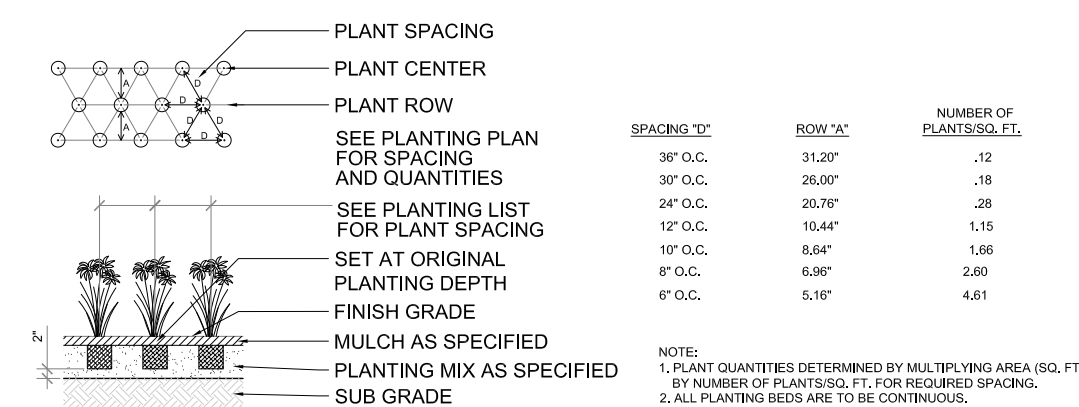 PLANT SPACING
PLANT CENTER
PLANT ROW
SEE PLANTING PLAN
FOR SPACING
AND QUANTITIES
SEE PLANTING LIST
FOR PLANT SPACING
SET AT ORIGINAL
PLANTING DEPTH
FINISH GRADE
MULCH AS SPECIFIED
PLANTING MIX AS SPECIFIED
SUB GRADE
A
D
D
A
D
D
D
2"
SPACING "D" ROW "A" NUMBER OF PLANTS/SQ. FT.
36" O.C. 31.20" .12
30" O.C. 26.00" .18
24" O.C. 20.76" .28
12" O.C. 10.44" 1.15
10" O.C. 8.64" 1.66
8" O.C. 6.96" 2.60
6" O.C. 5.16" 4.61
NOTE:
1. PLANT QUANTITIES DETERMINED BY MULTIPLYING AREA (SQ. FT
BY NUMBER OF PLANTS/SQ. FT. FOR REQUIRED SPACING.
2. ALL PLANTING BEDS ARE TO BE CONTINUOUS.